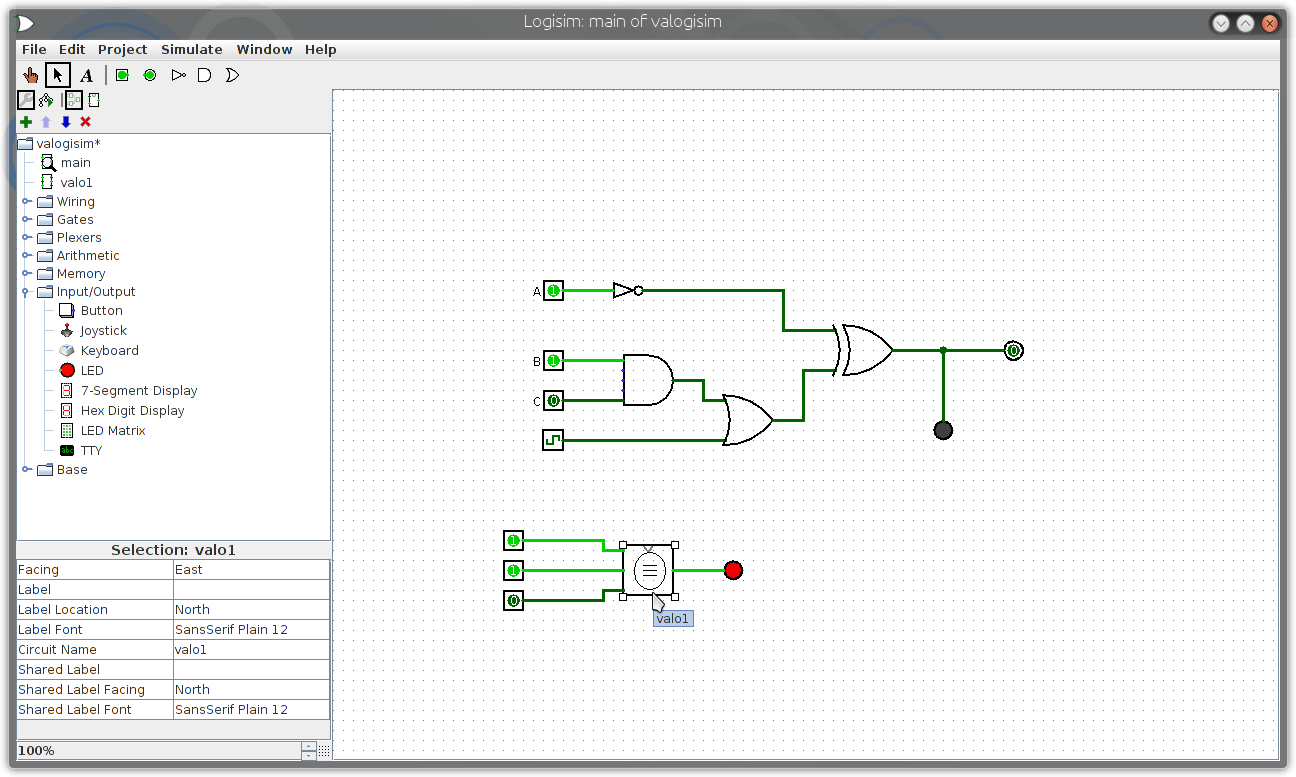 Logisim: main of valogisim
File Edit Project Simulate Window Help
A
valogisim*
main
valo1
Wiring
Gates
Plexers
Arithmetic
Memory
Input/Output
Button
Joystick
Keyboard
LED
7-Segment Display
Hex Digit Display
LED Matrix
abc TTY
Base
Selection: valo1
Facing East
Label
Label Location North
Label Font SansSerif Plain 12
Circuit Name valo1
Shared Label
Shared Label Facing North
Shared Label Font SansSerif Plain 12
100%
A 1
B 1
C 0
0
1
1
0
valo1